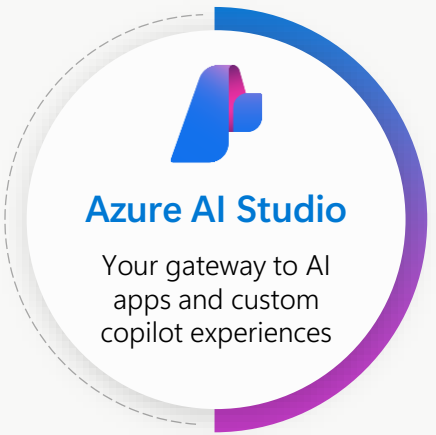 Azure AI Studio
Your gateway to AI
apps and custom
copilot experiences